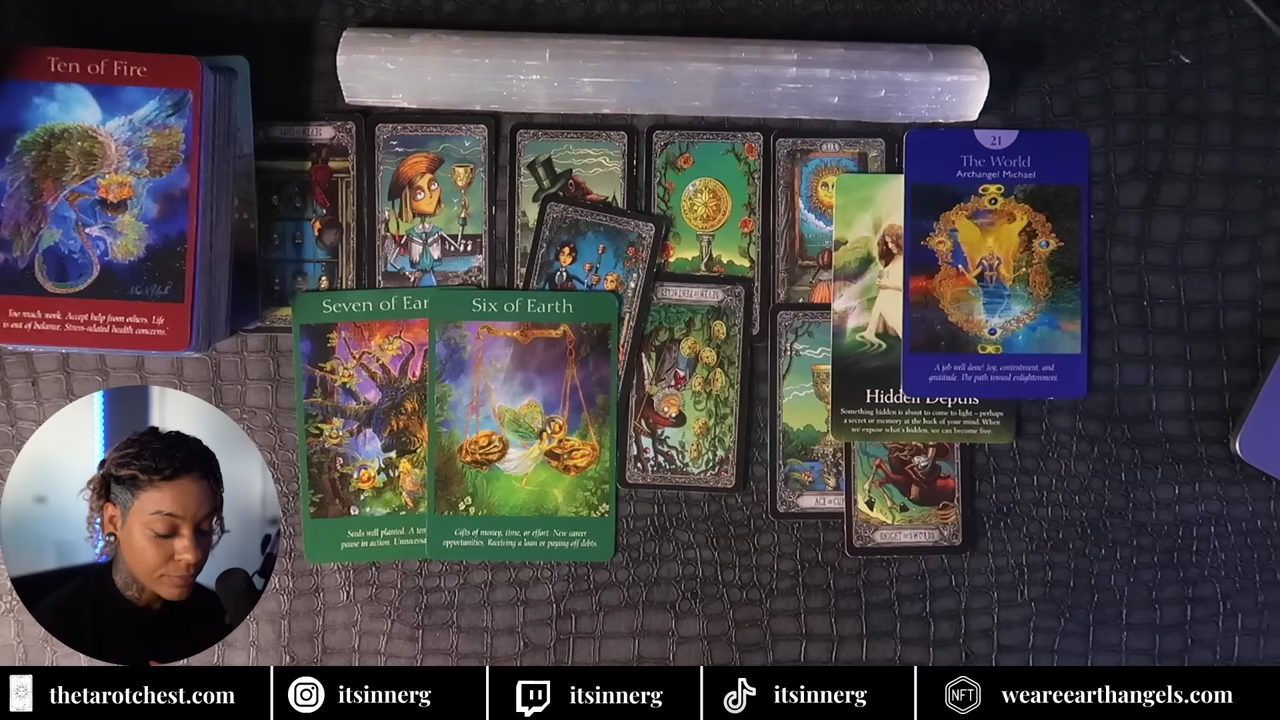 Ten of Fire
Too much work. Accept help from others. Life
is out of balance. Stress-related health concerns.
21
The World
Archangel Michael
A job well done! Joy, contentment, and
gratitude. The path toward enlightenment.
Seven of Ear
Seeds well planted. A
pause in action.
Six of Earth
Gifts of money, time, or effort. New career
opportunities. Receiving a loan or paying off debts.
SEVEN OF PENTACLES
Hidden Depths
Something hidden is about to come to light – perhaps
a secret or memory at the back of your mind. When
we expose what's hidden, we can become free.
ACE OF CUP
KNIGHT OF SWORDS
thetarotchest.com
itsinnerg
itsinnerg
itsinnerg
NFT
weareearthangels.com